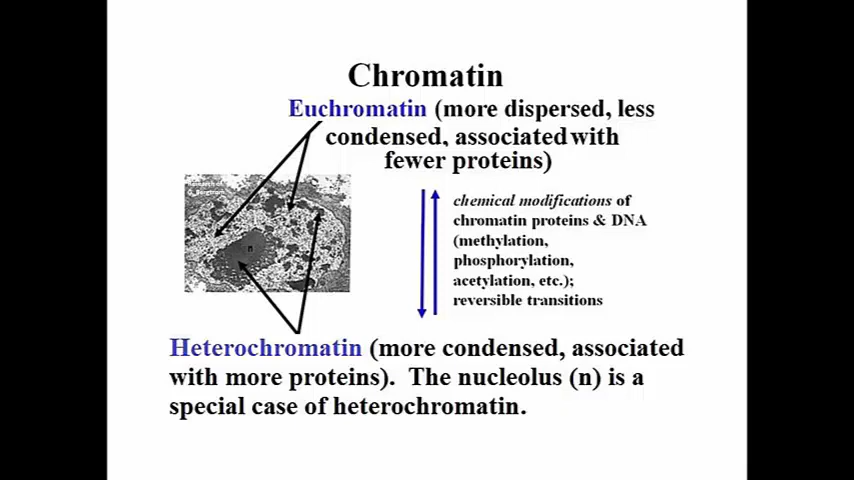 Chromatin
Euchromatin (more dispersed, less
condensed, associated with
fewer proteins)
G. Bergtrom
n
chemical modifications of
chromatin proteins & DNA
(methylation,
phosphorylation,
acetylation, etc.);
reversible transitions
Heterochromatin (more condensed, associated
with more proteins). The nucleolus (n) is a
special case of heterochromatin.